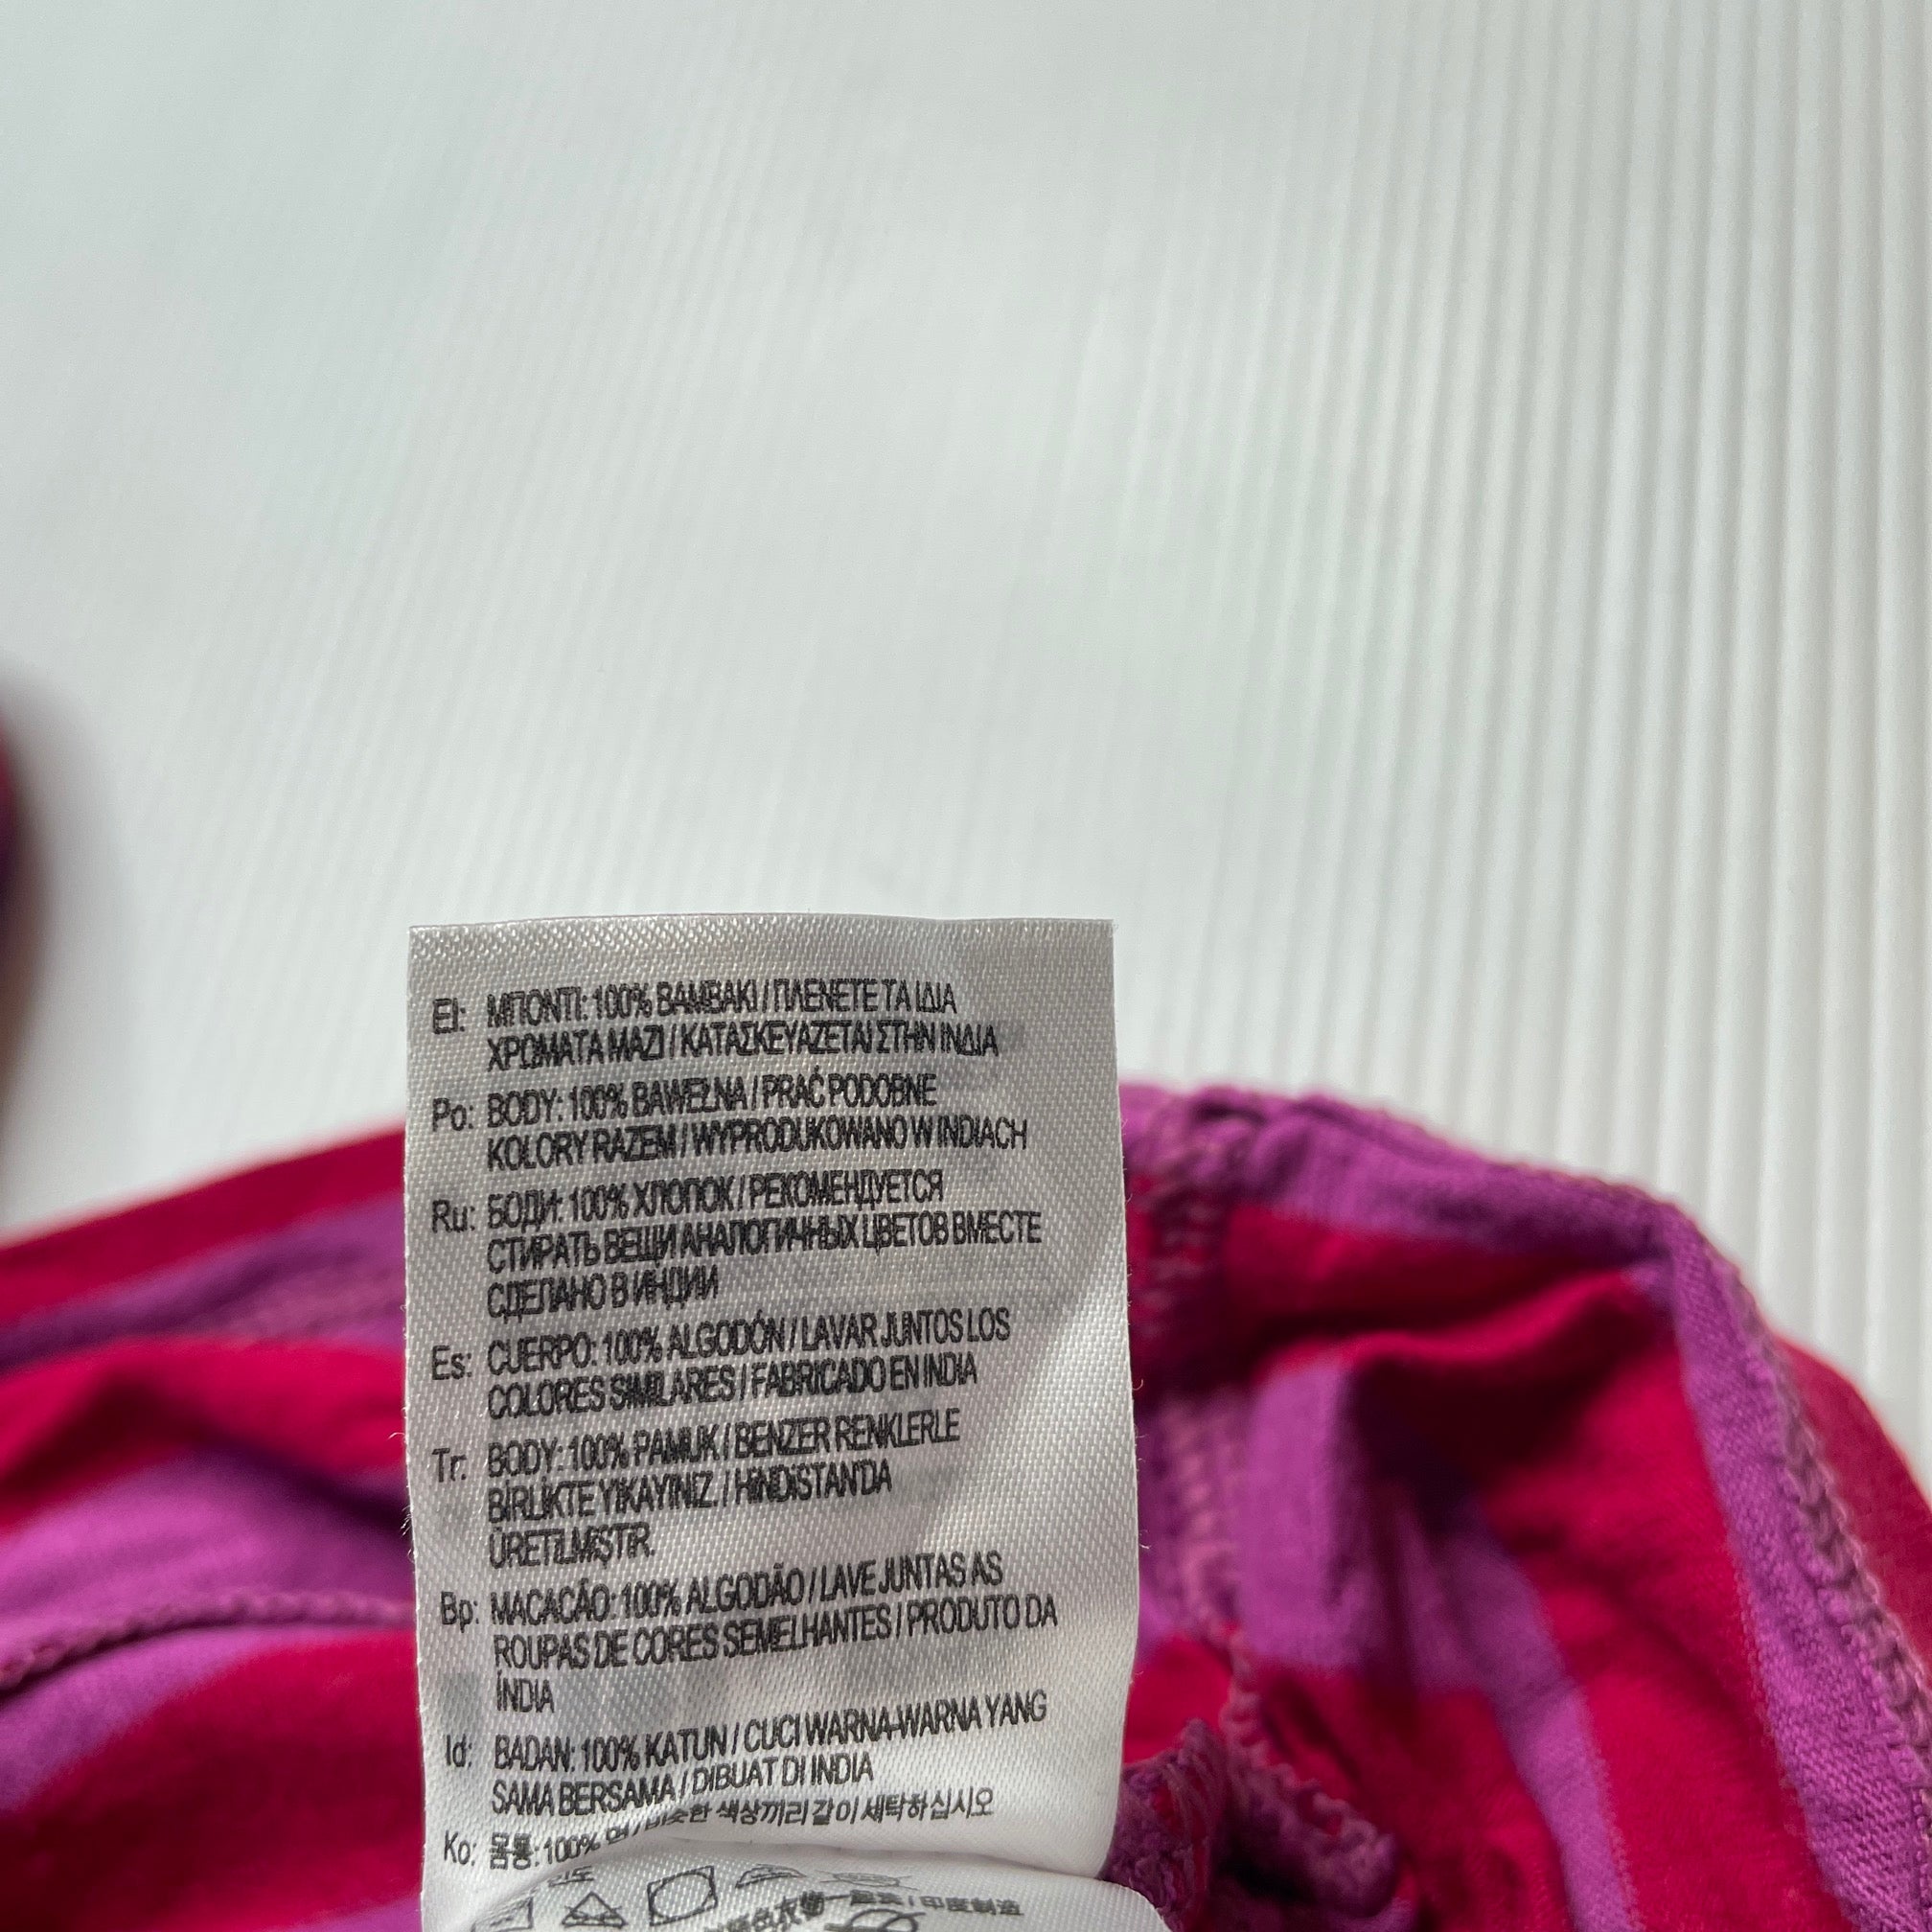 El: ΜΠΟΝΤΙ: 100% ΒΑΜΒΑΚΙ / ΠΛΕΝΕΤΕ ΤΑ ΙΔΙΑ
ΧΡΩΜΑΤΑ ΜΑΖΙ / ΚΑΤΑΣΚΕΥΑΖΕΤΑΙ ΣΤΗΝ ΙΝΔΙΑ
Po: BODY: 100% BAWEŁNA / PRAĆ PODOBNE
KOLORY RAZEM / WYPRODUKOWANO W INDIACH
Ru: БОДИ: 100% ХЛОПОК / РЕКОМЕНДУЕТСЯ
СТИРАТЬ ВЕЩИ АНАЛОГИЧНЫХ ЦВЕТОВ ВМЕСТЕ
СДЕЛАНО В ИНДИИ
Es: CUERPO: 100% ALGODÓN / LAVAR JUNTOS LOS
COLORES SIMILARES / FABRICADO EN INDIA
Tr: BODY: 100% PAMUK / BENZER RENKLERLE
BİRLİKTE YIKAYINIZ. / HİNDİSTAN'DA
ÜRETİLMİŞTİR.
Bp: MACACÃO: 100% ALGODÃO / LAVE JUNTAS AS
ROUPAS DE CORES SEMELHANTES / PRODUTO DA
ÍNDIA
Id: BADAN: 100% KATUN / CUCI WARNA-WARNA YANG
SAMA BERSAMA / DIBUAT DI INDIA
Ko: 몸통: 100% 면 / 비슷한 색상끼리 같이 세탁하십시오
/ 印度制造